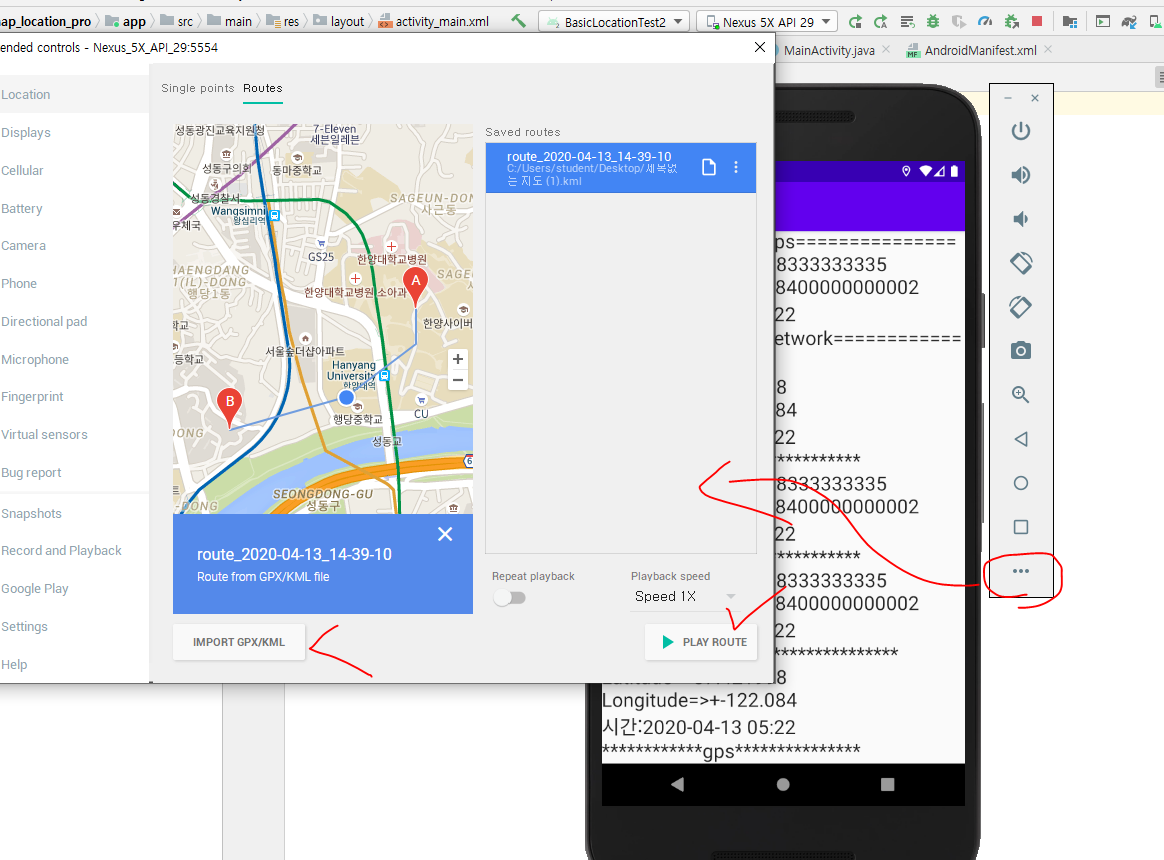 ap_location_pro app src main res layout activity_main.xml BasicLocationTest2 Nexus 5X API 29
ended controls - Nexus_5X_API_29:5554
MainActivity.java AndroidManifest.xml
Location
Displays
Cellular
Battery
Camera
Phone
Directional pad
Microphone
Fingerprint
Virtual sensors
Bug report
Snapshots
Record and Playback
Google Play
Settings
Help
Single points Routes
성동광진교육지원청
7-Eleven
세븐일레븐
성동구의회
동마중학교
성동경찰서
Wangsimni
왕십리역
우체국
SAGEUN-DON
사근동
GS25
한양대학교병원
HAENGDANG
1(IL)-DONG
행당1동
한양대학교병원소아과
A
SAGE
한양사이버
학교
서울숲더샵아파트
등학교
Hanyang
University
한양대역
B
행당중학교
CU
DONG
성동교
6
SEONGDONG-GU
성동구
-DONG
+
−
route_2020-04-13_14-39-10
Route from GPX/KML file
IMPORT GPX/KML
Saved routes
route_2020-04-13_14-39-10
C:/Users/student/Desktop/제목없
는 지도 (1).kml
Repeat playback
Playback speed
Speed 1X
PLAY ROUTE
ps===============
8333333335
8400000000002
22
etwork============
8
84
22
**********
8333333335
8400000000002
22
**********
8333333335
8400000000002
22
**************
8
Longitude=>+-122.084
시간:2020-04-13 05:22
************gps***************